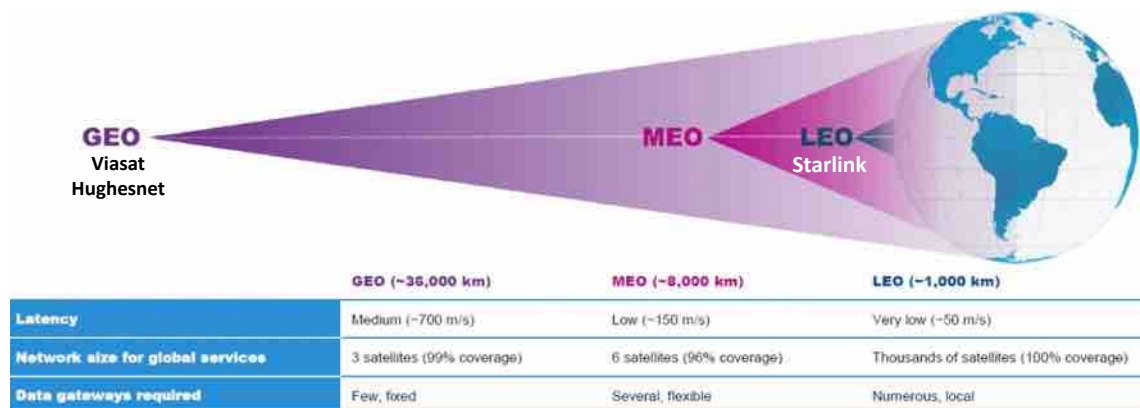 GEO
Viasat
Hughesnet
MEO
LEO
Starlink
GEO (~36,000 km) MEO (~8,000 km) LEO (~1,000 km)
Latency Medium (~700 m/s) Low (~150 m/s) Very low (~50 m/s)
Network size for global services 3 satellites (99% coverage) 6 satellites (96% coverage) Thousands of satellites (100% coverage)
Data gateways required Few, fixed Several, flexible Numerous, local